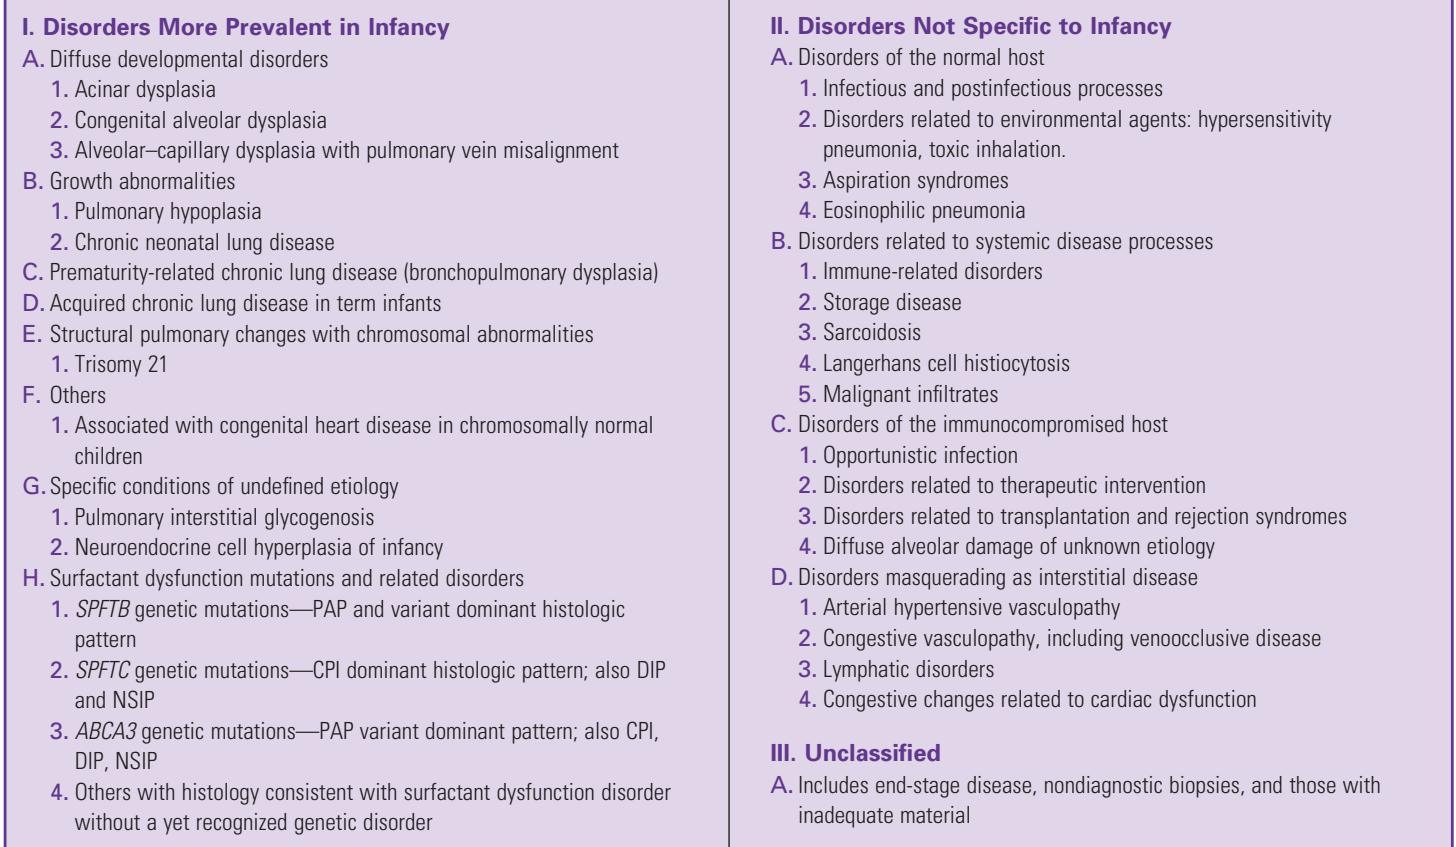 I. Disorders More Prevalent in Infancy
A. Diffuse developmental disorders
1. Acinar dysplasia
2. Congenital alveolar dysplasia
3. Alveolar–capillary dysplasia with pulmonary vein misalignment
B. Growth abnormalities
1. Pulmonary hypoplasia
2. Chronic neonatal lung disease
C. Prematurity-related chronic lung disease (bronchopulmonary dysplasia)
D. Acquired chronic lung disease in term infants
E. Structural pulmonary changes with chromosomal abnormalities
1. Trisomy 21
F. Others
1. Associated with congenital heart disease in chromosomally normal
children
G. Specific conditions of undefined etiology
1. Pulmonary interstitial glycogenosis
2. Neuroendocrine cell hyperplasia of infancy
H. Surfactant dysfunction mutations and related disorders
1. SPFTB genetic mutations—PAP and variant dominant histologic
pattern
2. SPFTC genetic mutations—CPI dominant histologic pattern; also DIP
and NSIP
3. ABCA3 genetic mutations—PAP variant dominant pattern; also CPI,
DIP, NSIP
4. Others with histology consistent with surfactant dysfunction disorder
without a yet recognized genetic disorder
II. Disorders Not Specific to Infancy
A. Disorders of the normal host
1. Infectious and postinfectious processes
2. Disorders related to environmental agents: hypersensitivity
pneumonia, toxic inhalation.
3. Aspiration syndromes
4. Eosinophilic pneumonia
B. Disorders related to systemic disease processes
1. Immune-related disorders
2. Storage disease
3. Sarcoidosis
4. Langerhans cell histiocytosis
5. Malignant infiltrates
C. Disorders of the immunocompromised host
1. Opportunistic infection
2. Disorders related to therapeutic intervention
3. Disorders related to transplantation and rejection syndromes
4. Diffuse alveolar damage of unknown etiology
D. Disorders masquerading as interstitial disease
1. Arterial hypertensive vasculopathy
2. Congestive vasculopathy, including venoocclusive disease
3. Lymphatic disorders
4. Congestive changes related to cardiac dysfunction
III. Unclassified
A. Includes end-stage disease, nondiagnostic biopsies, and those with
inadequate material